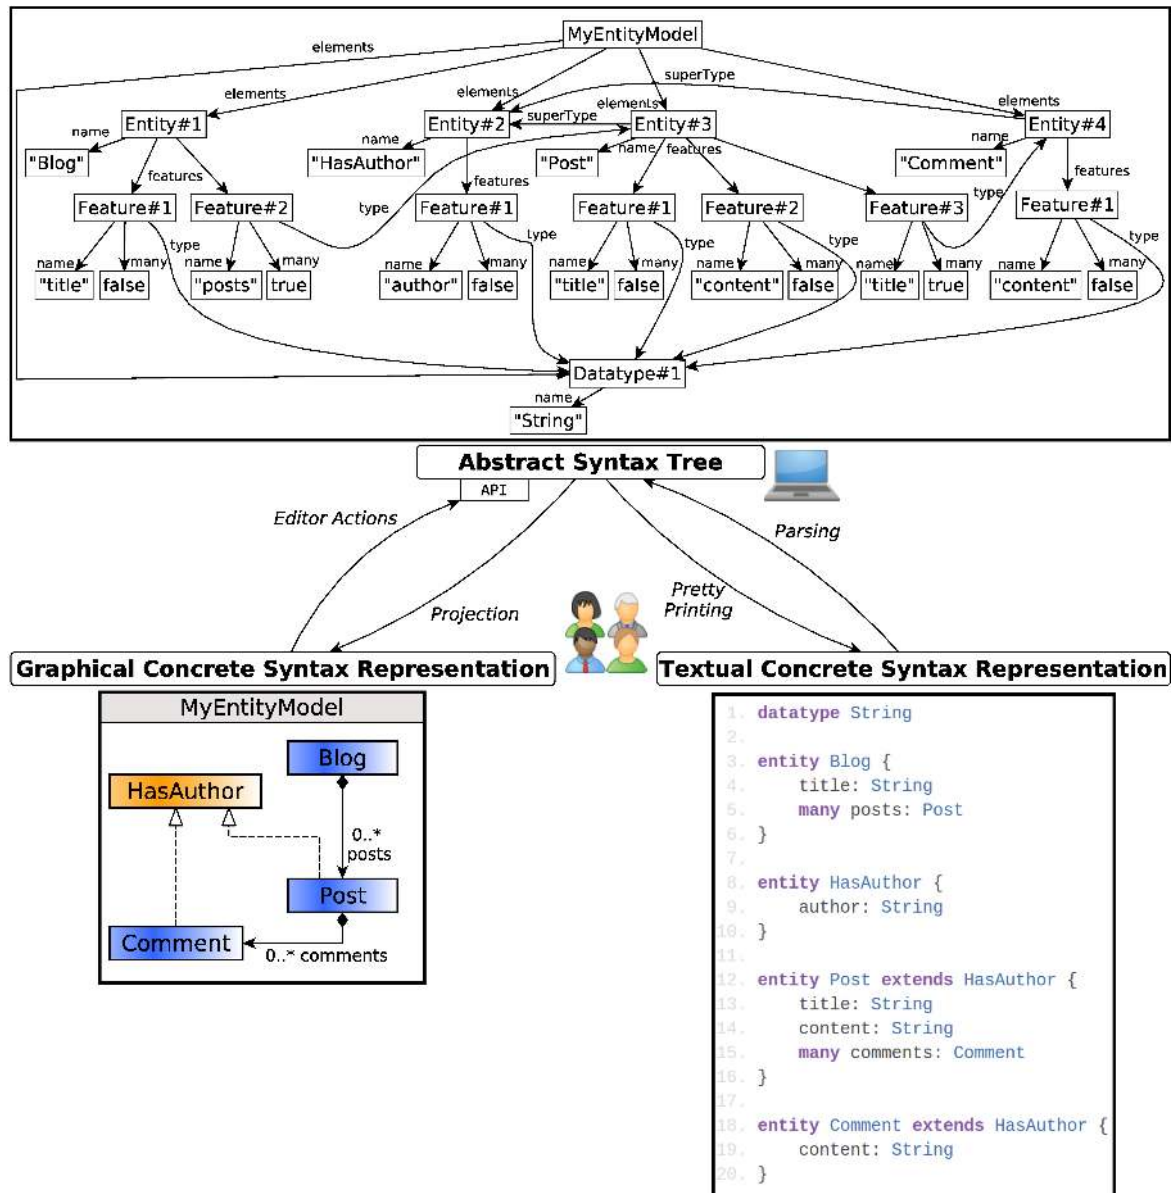 MyEntityModel
elements
superType
elements
elements
elements
elements
Entity#1
Entity#2
superType
Entity#3
Entity#4
name
name
name
name
"Blog"
"HasAuthor"
"Post"
"Comment"
features
features
features
features
Feature#1
Feature#2
type
Feature#1
Feature#1
Feature#2
Feature#3
type
Feature#1
type
type
type
type
type
name
many
name
many
name
many
name
many
name
many
name
many
name
many
"title"
false
"posts"
true
"author"
false
"title"
false
"content"
false
"title"
true
"content"
false
Datatype#1
name
"String"
Abstract Syntax Tree
API
Editor Actions
Parsing
Projection
Pretty
Printing
Graphical Concrete Syntax Representation
Textual Concrete Syntax Representation
MyEntityModel
Blog
HasAuthor
0..*
posts
Post
Comment
0..* comments
1. datatype String
2.
3. entity Blog {
4. title: String
5. many posts: Post
6. }
7.
8. entity HasAuthor {
9. author: String
10. }
11.
12. entity Post extends HasAuthor {
13. title: String
14. content: String
15. many comments: Comment
16. }
17.
18. entity Comment extends HasAuthor {
19. content: String
20. }